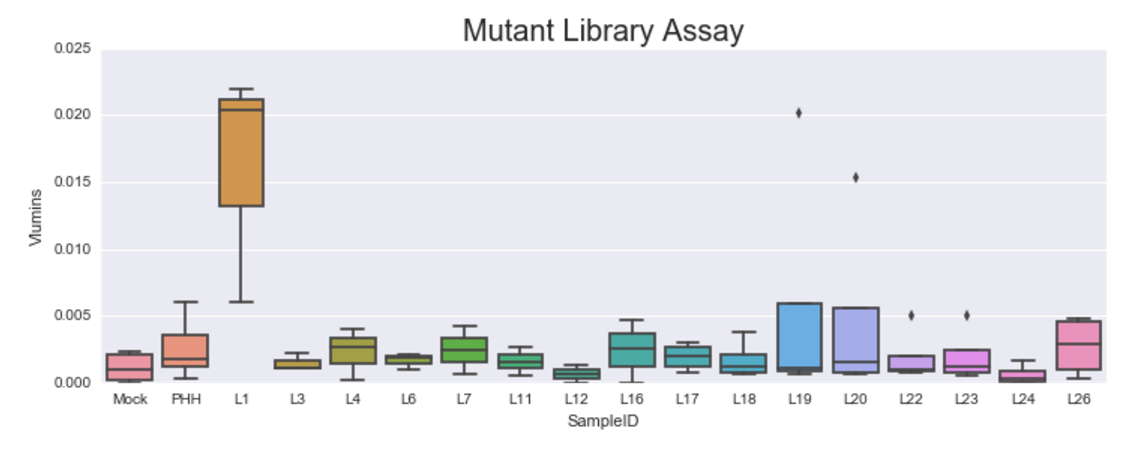 Mutant Library Assay
0.025
0.020
0.015
0.010
0.005
0.000
Vlumins
Mock PHH L1 L3 L4 L6 L7 L11 L12 L16 L17 L18 L19 L20 L22 L23 L24 L26
SampleID